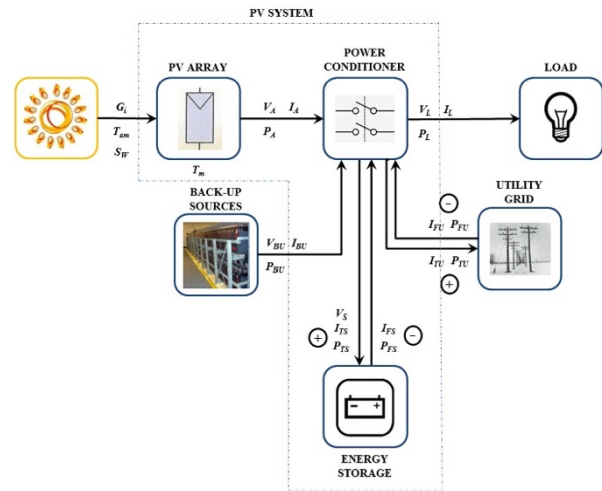 PV SYSTEM
PV ARRAY
POWER
CONDITIONER
LOAD
G_i
T_am
S_W
V_A I_A
P_A
V_L I_L
P_L
T_m
BACK-UP
SOURCES
V_BU I_BU
P_BU
UTILITY
GRID
−
I_FU P_FU
I_TU P_TU
+
V_S
+ I_TS I_FS −
P_TS P_FS
− +
ENERGY
STORAGE